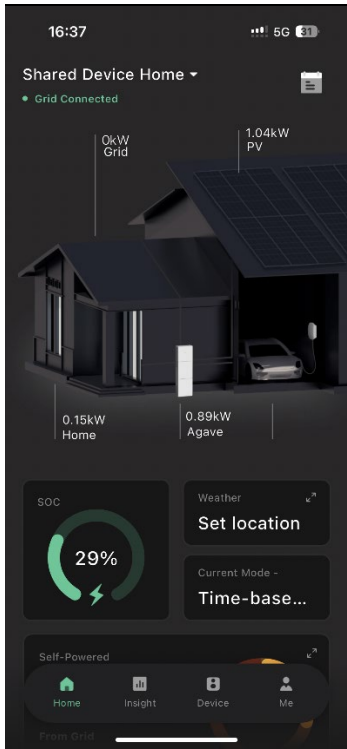 16:37
5G 31
Shared Device Home
Grid Connected
0kW
Grid
1.04kW
PV
0.15kW
Home
0.89kW
Agave
SOC
29%
Weather
Set location
Current Mode -
Time-base...
Self-Powered
Home
Insight
Device
Me
From Grid